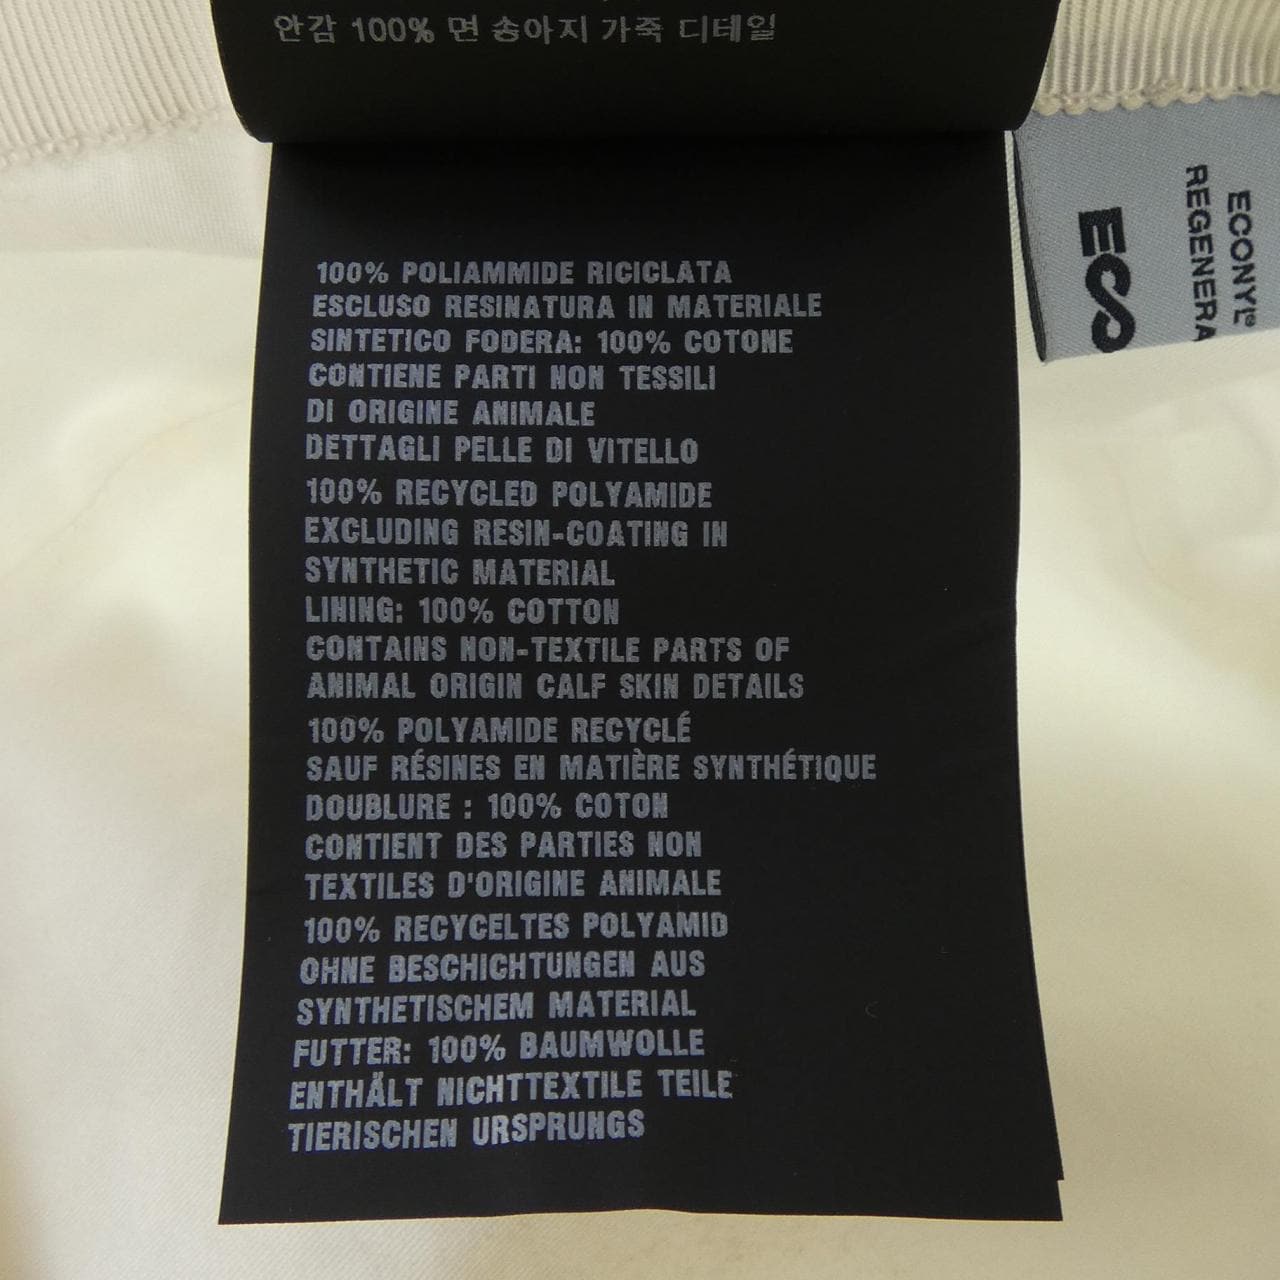 안감 100% 면 송아지 가죽 디테일
100% POLIAMMIDE RICICLATA
ESCLUSO RESINATURA IN MATERIALE
SINTETICO FODERA: 100% COTONE
CONTIENE PARTI NON TESSILI
DI ORIGINE ANIMALE
DETTAGLI PELLE DI VITELLO
100% RECYCLED POLYAMIDE
EXCLUDING RESIN-COATING IN
SYNTHETIC MATERIAL
LINING: 100% COTTON
CONTAINS NON-TEXTILE PARTS OF
ANIMAL ORIGIN CALF SKIN DETAILS
100% POLYAMIDE RECYCLÉ
SAUF RÉSINES EN MATIÈRE SYNTHÉTIQUE
DOUBLURE : 100% COTON
CONTIENT DES PARTIES NON
TEXTILES D'ORIGINE ANIMALE
100% RECYCELTES POLYAMID
OHNE BESCHICHTUNGEN AUS
SYNTHETISCHEM MATERIAL
FUTTER: 100% BAUMWOLLE
ENTHÄLT NICHTTEXTILE TEILE
TIERISCHEN URSPRUNGS
ECONYL®
REGENERA